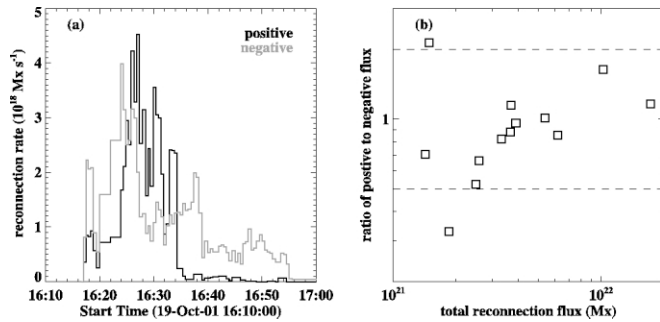 (a)
positive
negative
reconnection rate (10¹⁸ Mx s⁻¹)
5
4
3
2
1
0
16:10 16:20 16:30 16:40 16:50 17:00
Start Time (19-Oct-01 16:10:00)
(b)
ratio of postive to negative flux
1
10²¹ 10²²
total reconnection flux (Mx)